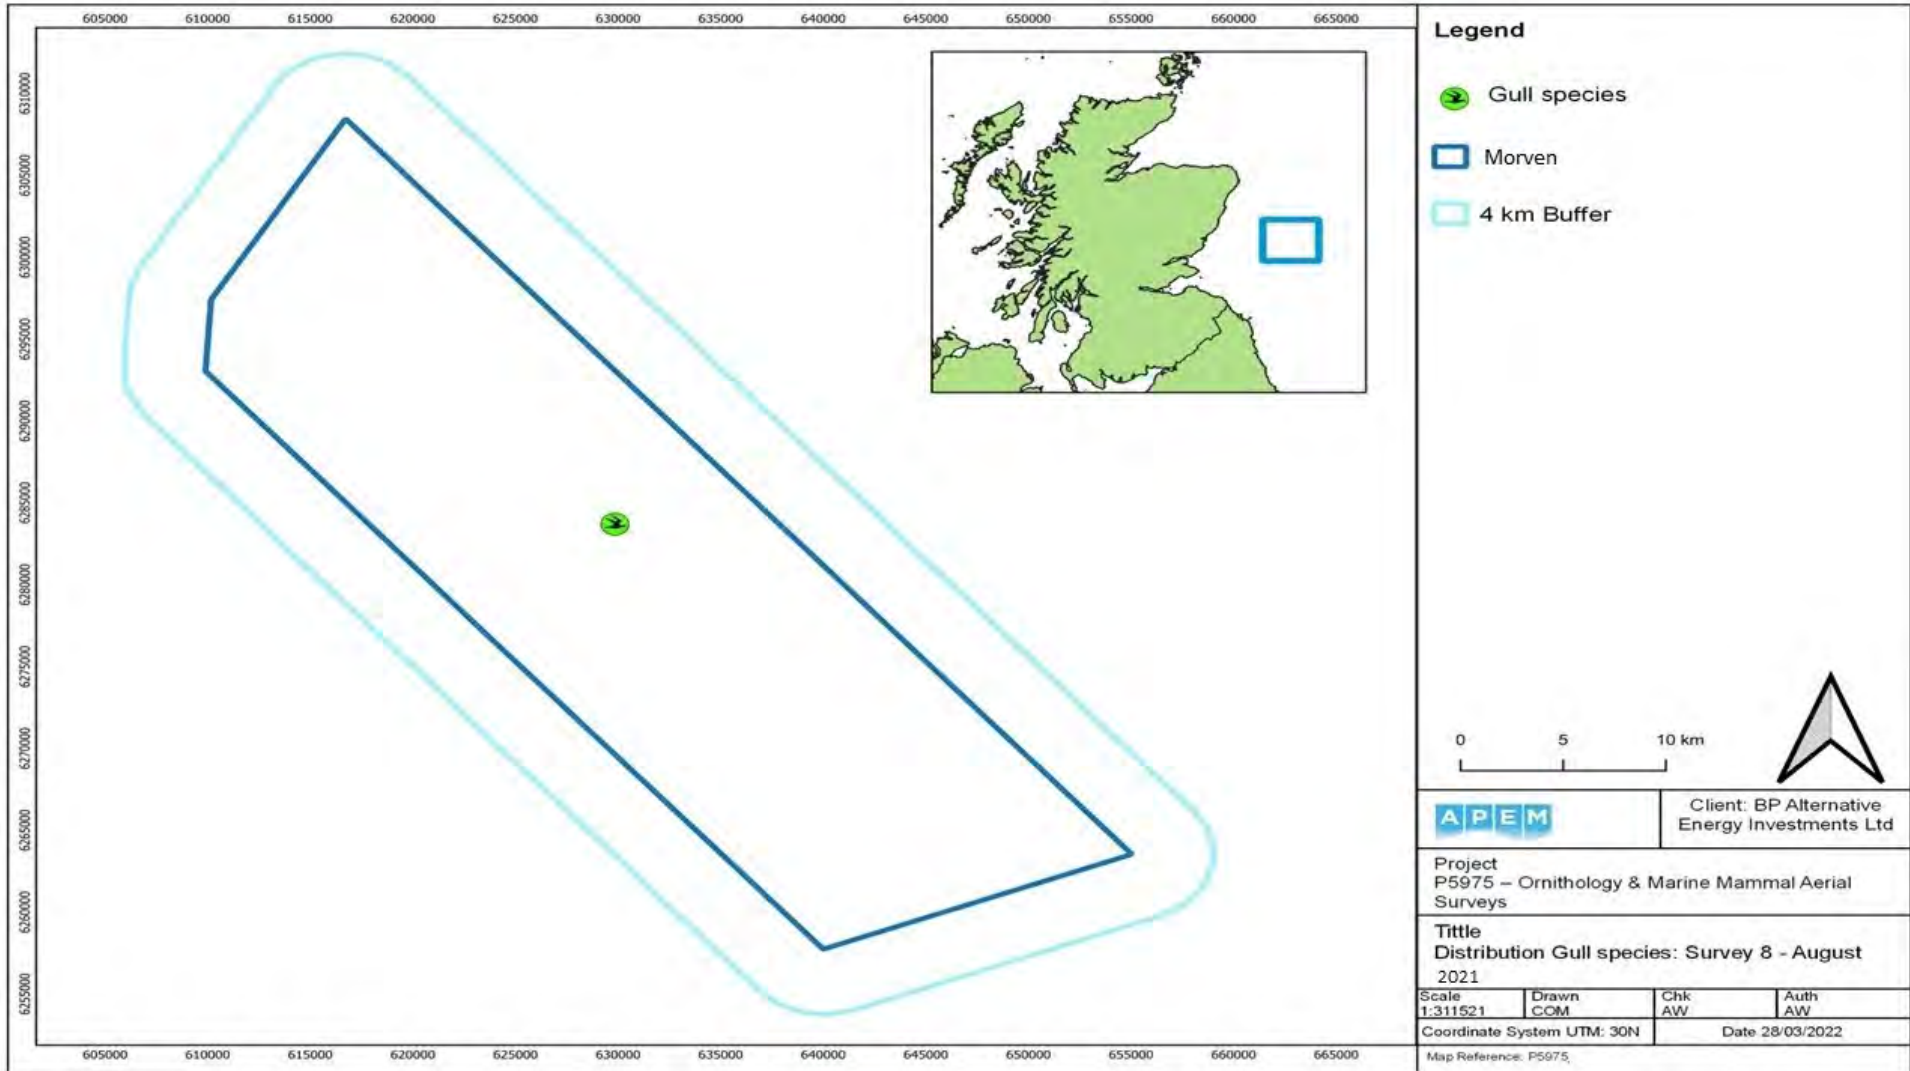 605000 610000 615000 620000 625000 630000 635000 640000 645000 650000 655000 660000 665000
6310000
6305000
6300000
6295000
6290000
6285000
6280000
6275000
6270000
6265000
6260000
6255000
605000 610000 615000 620000 625000 630000 635000 640000 645000 650000 655000 660000 665000
Legend
Gull species
Morven
4 km Buffer
0 5 10 km
APEM
Client: BP Alternative
Energy Investments Ltd
Project
P5975 – Ornithology & Marine Mammal Aerial
Surveys
Tittle
Distribution Gull species: Survey 8 - August
2021
Scale
1:311521
Drawn
COM
Chk
AW
Auth
AW
Coordinate System UTM: 30N
Date 28/03/2022
Map Reference: P5975